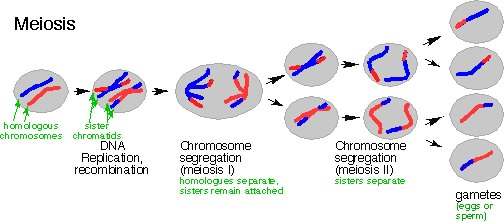 Meiosis
homologous
chromosomes
sister
chromatids
DNA
Replication,
recombination
Chromosome
segregation
(meiosis I)
homologues separate,
sisters remain attached
Chromosome
segregation
(meiosis II)
sisters separate
gametes
(eggs or
sperm)